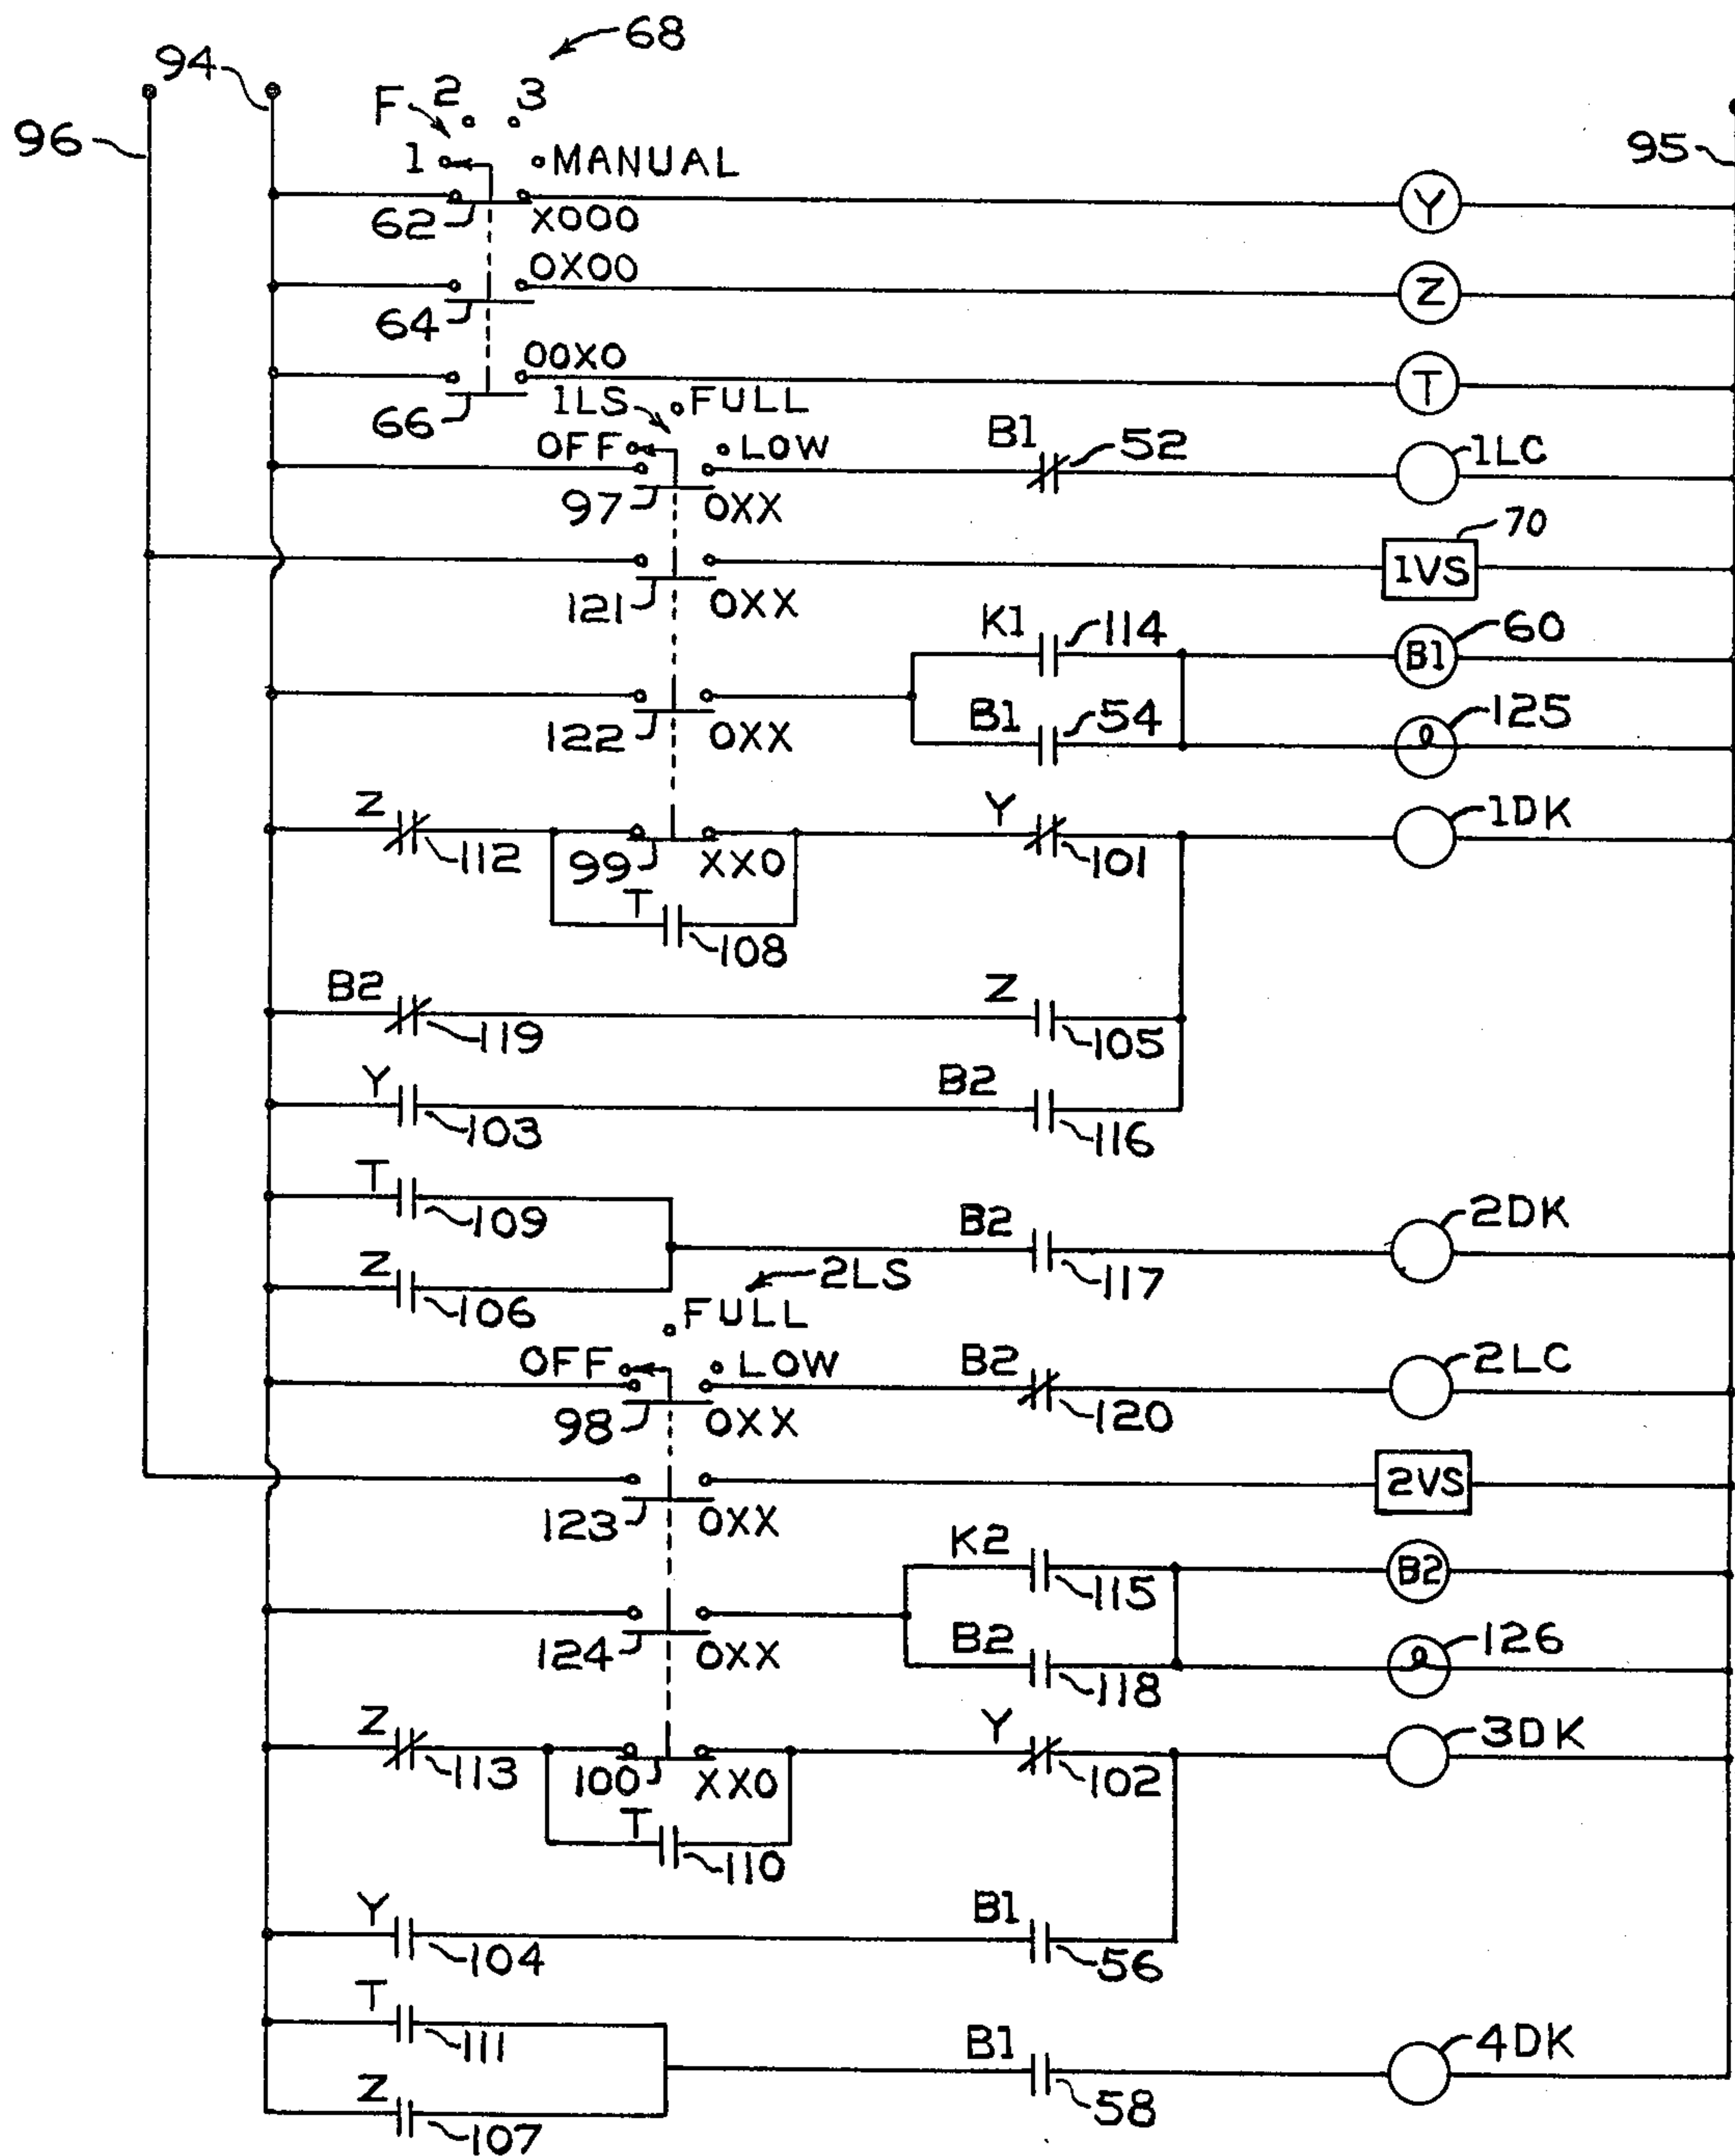 68
94
2 3
F
96
1 MANUAL
95
62 X000 Y
0X00
64 Z
00X0
66 T
1LS FULL
OFF LOW B1 52 1LC
97 0XX
70
121 0XX 1VS
K1 114 60
B1
122 0XX B1 54 125
Z Y 1DK
112 99 XX0 101
T
108
B2 Z
119 105
Y B2
103 116
T
109 B2 2DK
Z 2LS 117
106 FULL
OFF LOW B2 2LC
98 0XX 120
123 0XX 2VS
K2 115 B2
124 0XX B2 118 126
Z Y 3DK
113 100 XX0 102
T
110
Y B1
104 56
T
111 B1 4DK
Z 58
107